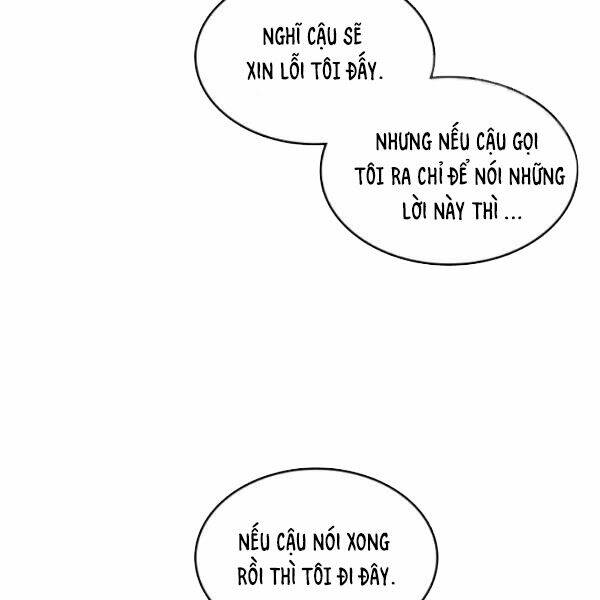 NGHĨ CẬU SẼ
XIN LỖI TÔI ĐẤY.
NHƯNG NẾU CẬU GỌI
TÔI RA CHỈ ĐỂ NÓI NHỮNG
LỜI NÀY THÌ ...
NẾU CẬU NÓI XONG
RỒI THÌ TÔI ĐI ĐÂY.